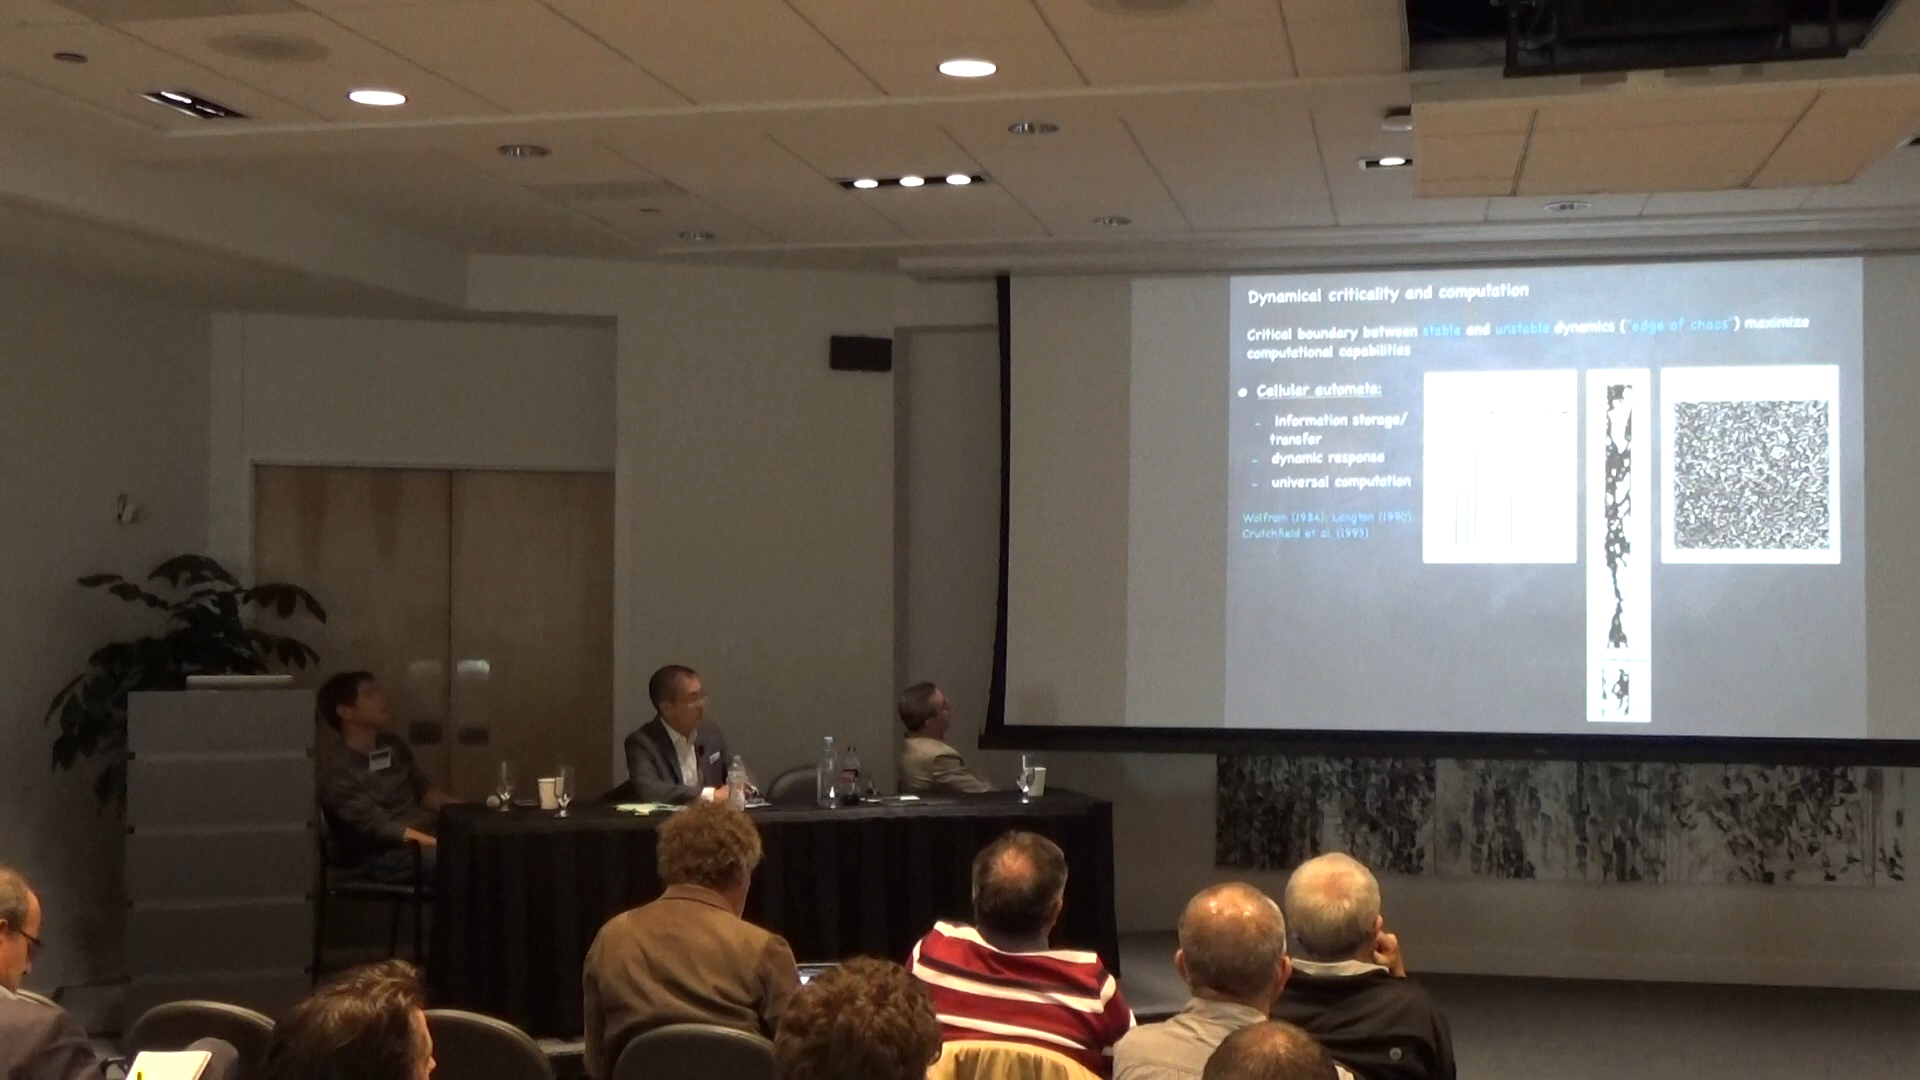 Dynamical criticality and computation
Critical boundary between stable and unstable dynamics ("edge of chaos") maximize
computational capabilities
Cellular automata:
- information storage/
transfer
- dynamic response
- universal computation
Wolfram (1984); Langton (1990);
Crutchfield et al. (1993)